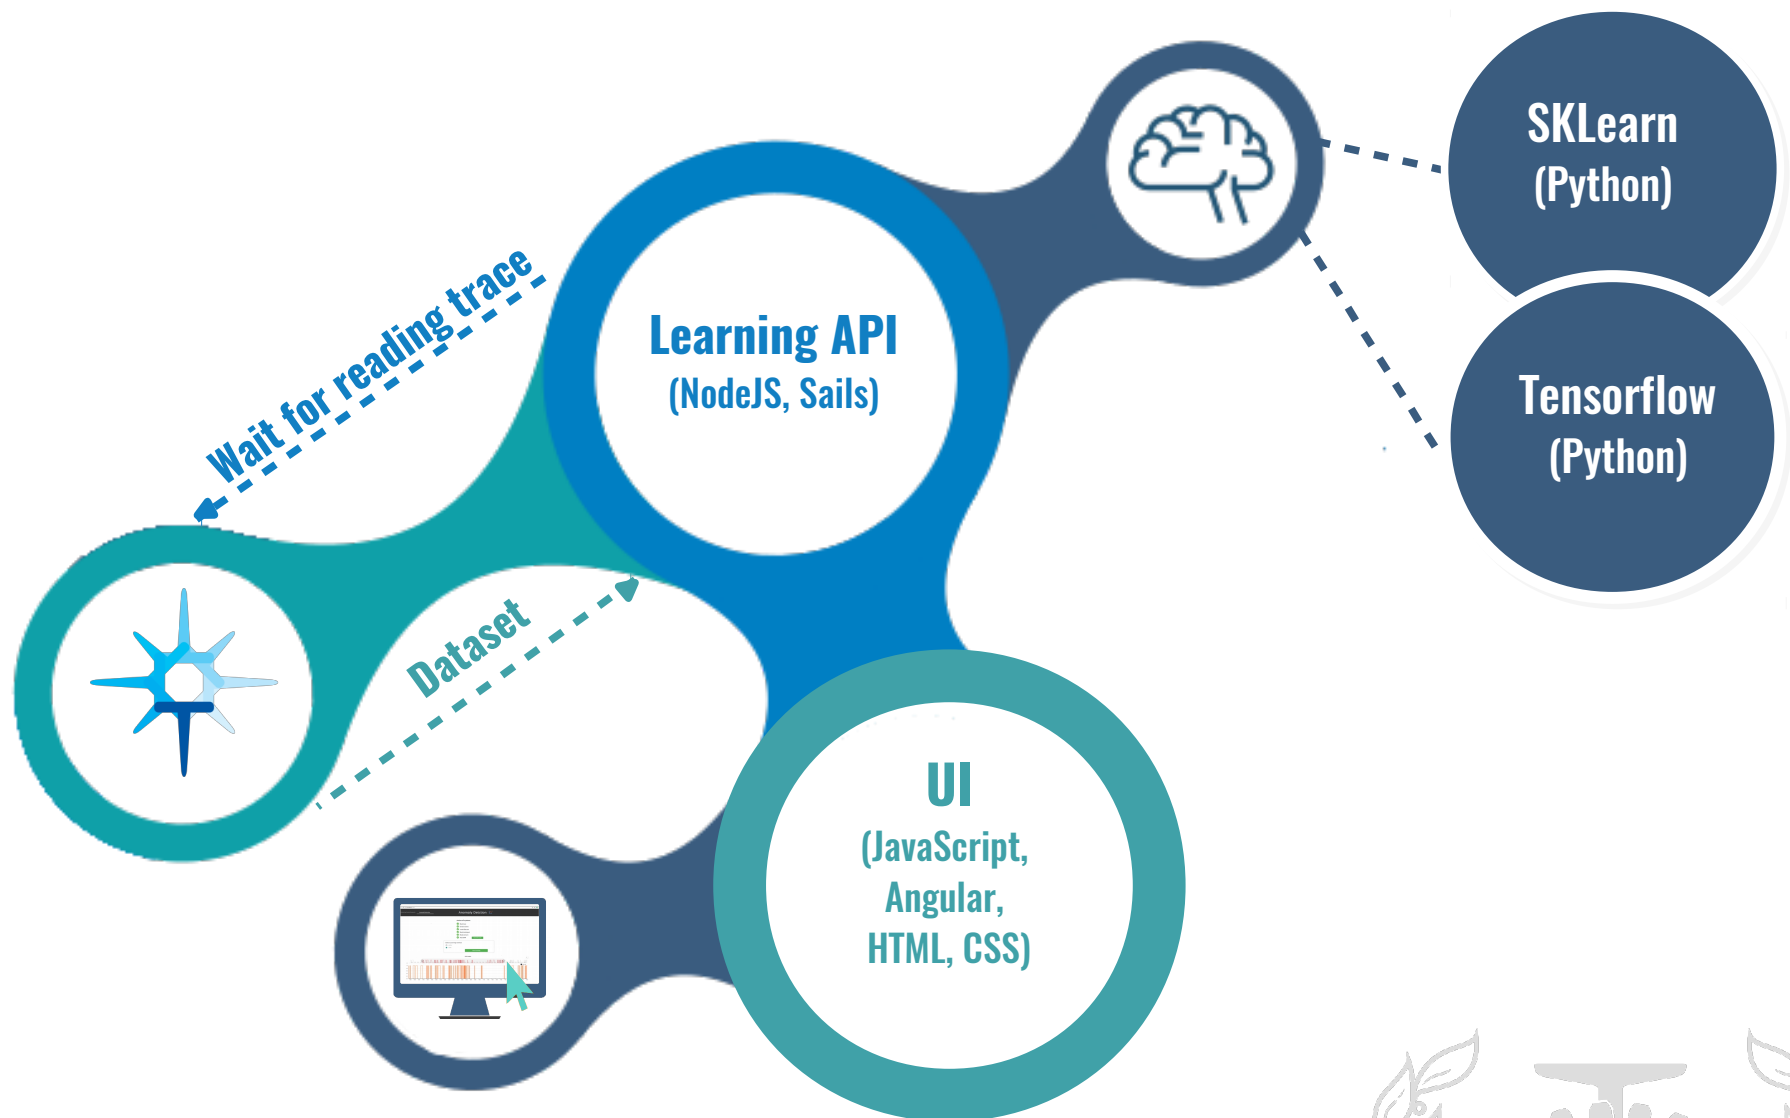 SKLearn
(Python)
Wait for reading trace
Learning API
(NodeJS, Sails)
Tensorflow
(Python)
Dataset
UI
(JavaScript,
Angular,
HTML, CSS)